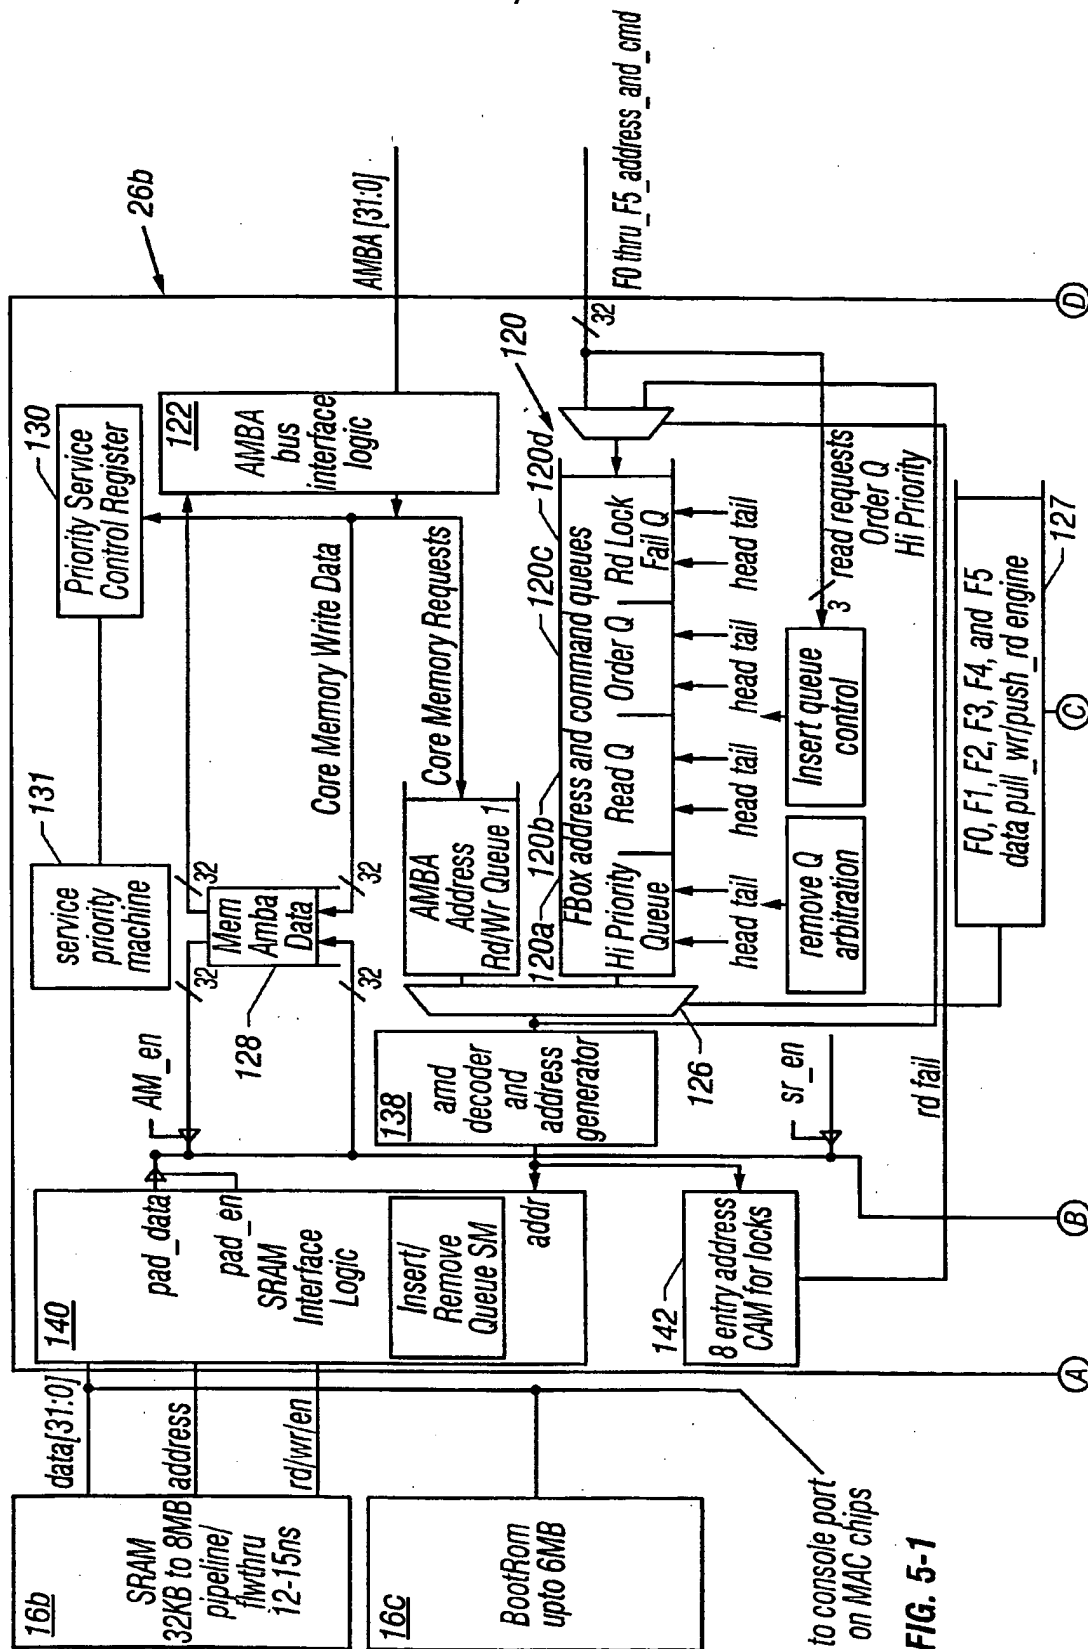 16b
SRAM
32KB to 8MB
pipeline/
flwthru
12-15ns
data[31:0]
address
rd/wr/en
16c
BootRom
upto 6MB
to console port
on MAC chips
FIG. 5-1
140
pad_data
pad_en
SRAM
Interface
Logic
Insert/
Remove
Queue SM
addr
142
8 entry address
CAM for locks
AM_en
138
amd
decoder
and
address
generator
sr_en
126
rd fail
131
service
priority
machine
32
32
Mem
Amba
Data
32
32
128
130
Priority Service
Control Register
122
AMBA
bus
interface
logic
26b
AMBA [31:0]
Core Memory Write Data
Core Memory Requests
AMBA
Address
Rd/Wr Queue 1
120a
120b
120c
120d
120
FBox address and command queues
Hi Priority
Queue
Read Q
Order Q
Rd Lock
Fail Q
head tail
head tail
head tail
head tail
remove Q
arbitration
Insert queue
control
3
read requests
Order Q
Hi Priority
32
F0 thru_F5_address_and_cmd
F0, F1, F2, F3, F4, and F5
data pull_wr/push_rd engine
127
A
B
C
D